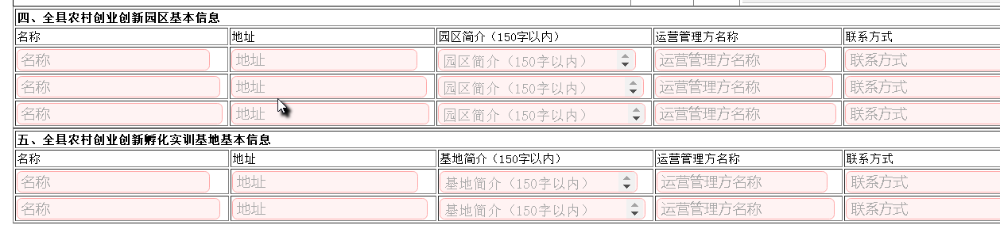 四、全县农村创业创新园区基本信息
名称 地址 园区简介（150字以内） 运营管理方名称 联系方式
名称 地址 园区简介（150字以内） 运营管理方名称 联系方式
名称 地址 园区简介（150字以内） 运营管理方名称 联系方式
名称 地址 园区简介（150字以内） 运营管理方名称 联系方式
五、全县农村创业创新孵化实训基地基本信息
名称 地址 基地简介（150字以内） 运营管理方名称 联系方式
名称 地址 基地简介（150字以内） 运营管理方名称 联系方式
名称 地址 基地简介（150字以内） 运营管理方名称 联系方式